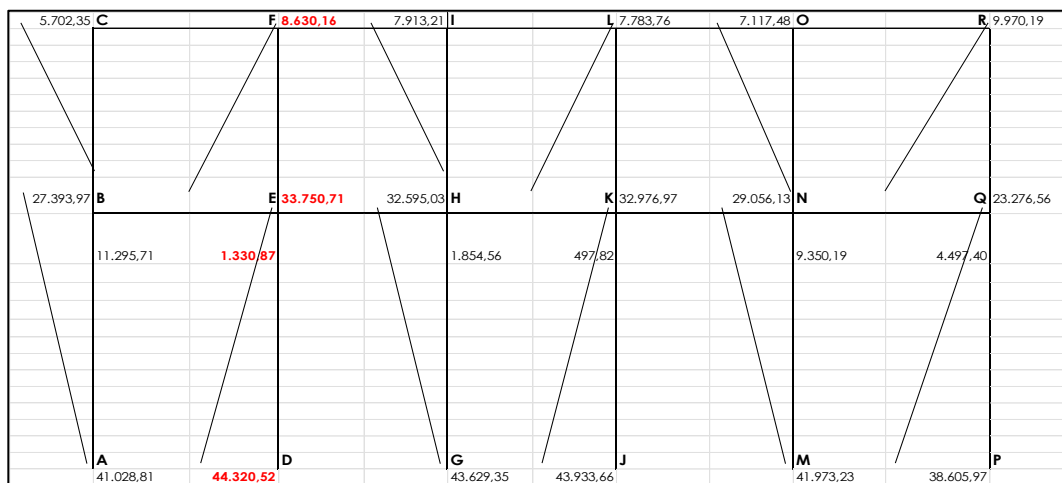 5.702,35 C F 8.630,16 7.913,21 I L 7.783,76 7.117,48 O R 9.970,19
27.393,97 B E 33.750,71 32.595,03 H K 32.976,97 29.056,13 N Q 23.276,56
11.295,71 1.330,87 1.854,56 497,82 9.350,19 4.497,40
A D G J M P
41.028,81 44.320,52 43.629,35 43.933,66 41.973,23 38.605,97